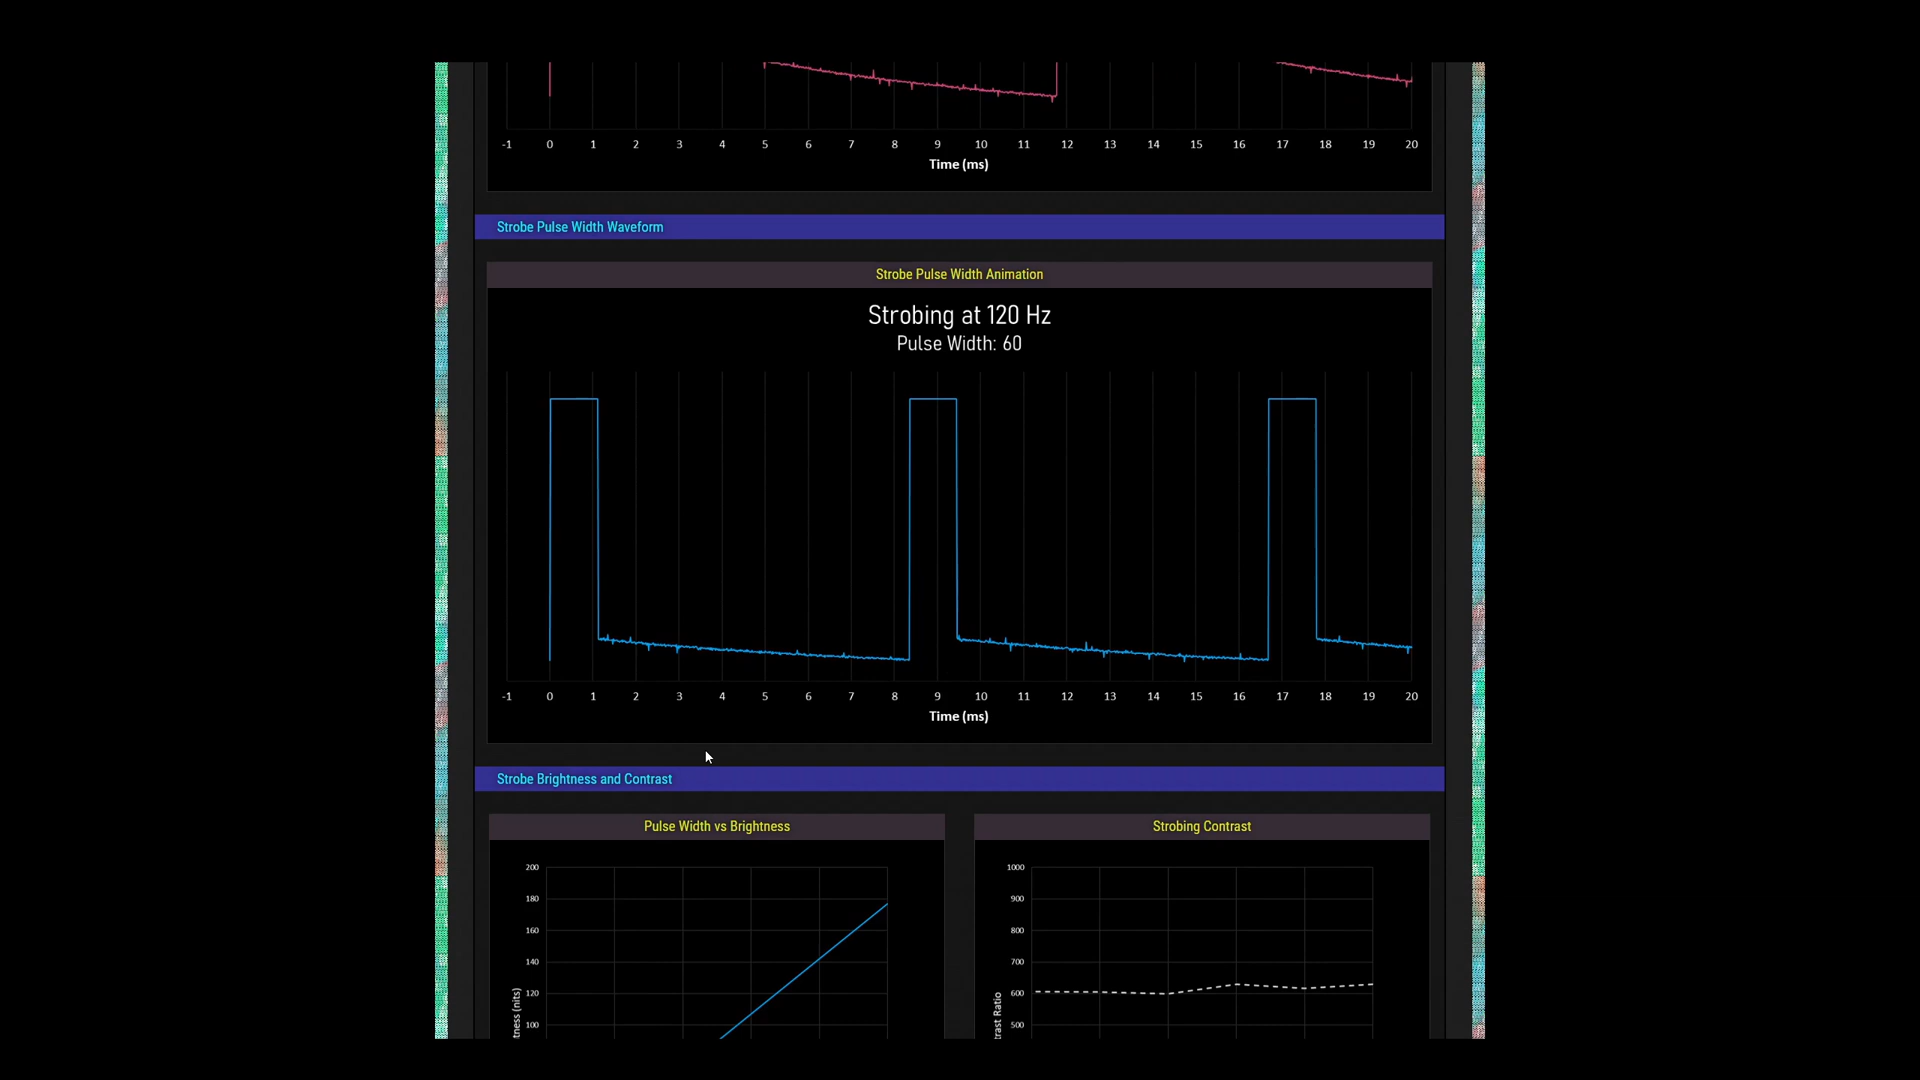 -1 0 1 2 3 4 5 6 7 8 9 10 11 12 13 14 15 16 17 18 19 20
Time (ms)
Strobe Pulse Width Waveform
Strobe Pulse Width Animation
Strobing at 120 Hz
Pulse Width: 60
-1 0 1 2 3 4 5 6 7 8 9 10 11 12 13 14 15 16 17 18 19 20
Time (ms)
Strobe Brightness and Contrast
Pulse Width vs Brightness
200
180
160
140
120
100
tness (nits)
Strobing Contrast
1000
900
800
700
600
500
trast Ratio